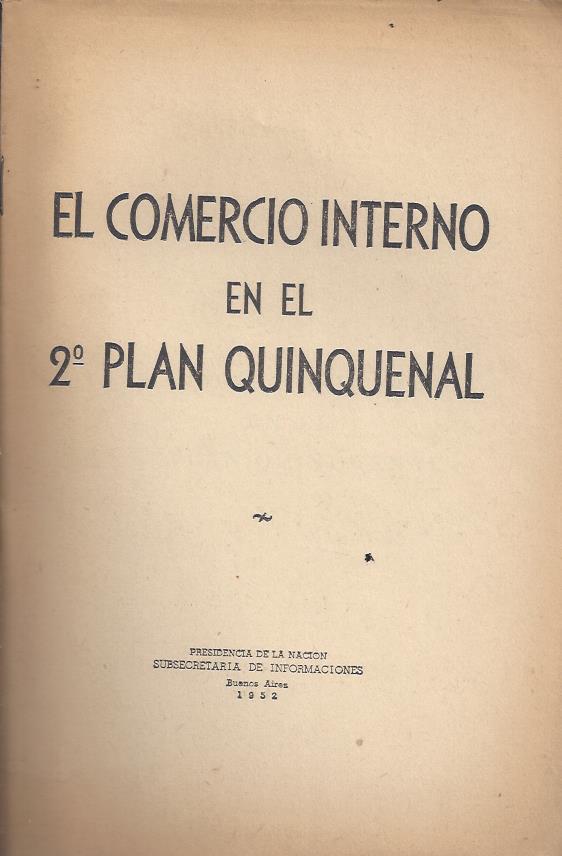 EL COMERCIO INTERNO
EN EL
2º PLAN QUINQUENAL
PRESIDENCIA DE LA NACION
SUBSECRETARIA DE INFORMACIONES
Buenos Aires
1952